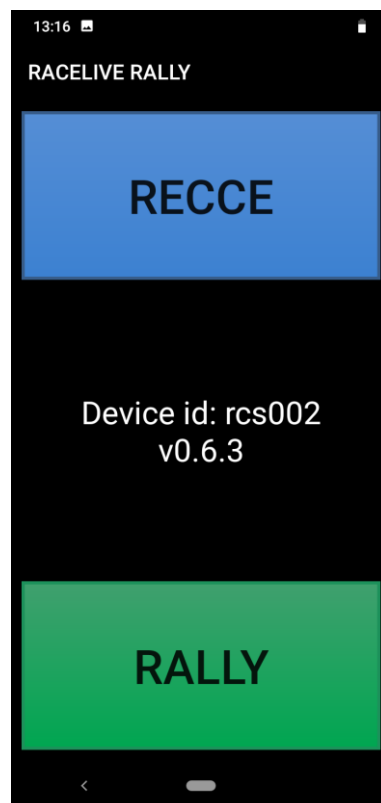 13:16
RACELIVE RALLY
RECCE
Device id: rcs002
v0.6.3
RALLY